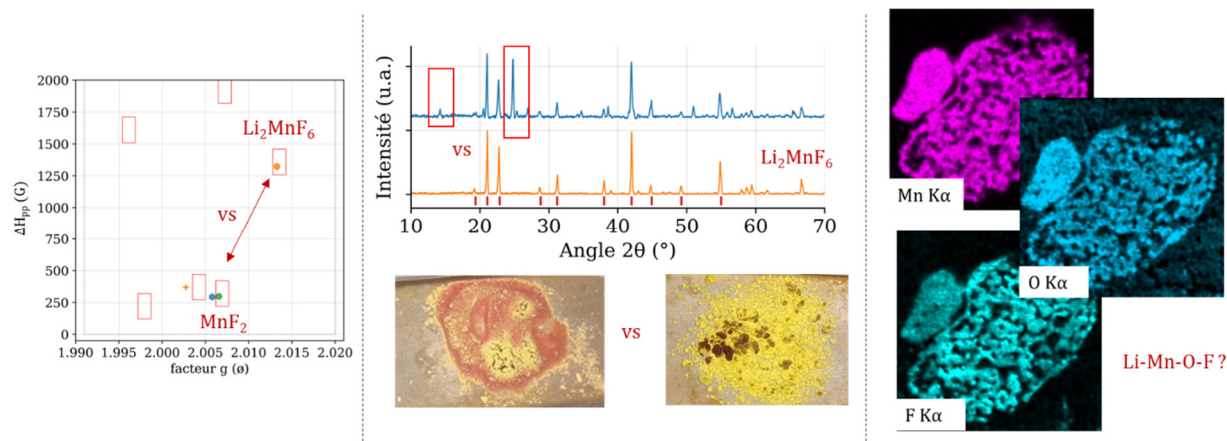 2000
1750
1500
1250
1000
750
500
250
0
ΔHpp (G)
Li₂MnF₆
vs
MnF₂
1.990 1.995 2.000 2.005 2.010 2.015 2.020
facteur g (ø)
Intensité (u.a.)
vs
Li₂MnF₆
10 20 30 40 50 60 70
Angle 2θ (°)
vs
Mn Kα
O Kα
F Kα
Li-Mn-O-F ?